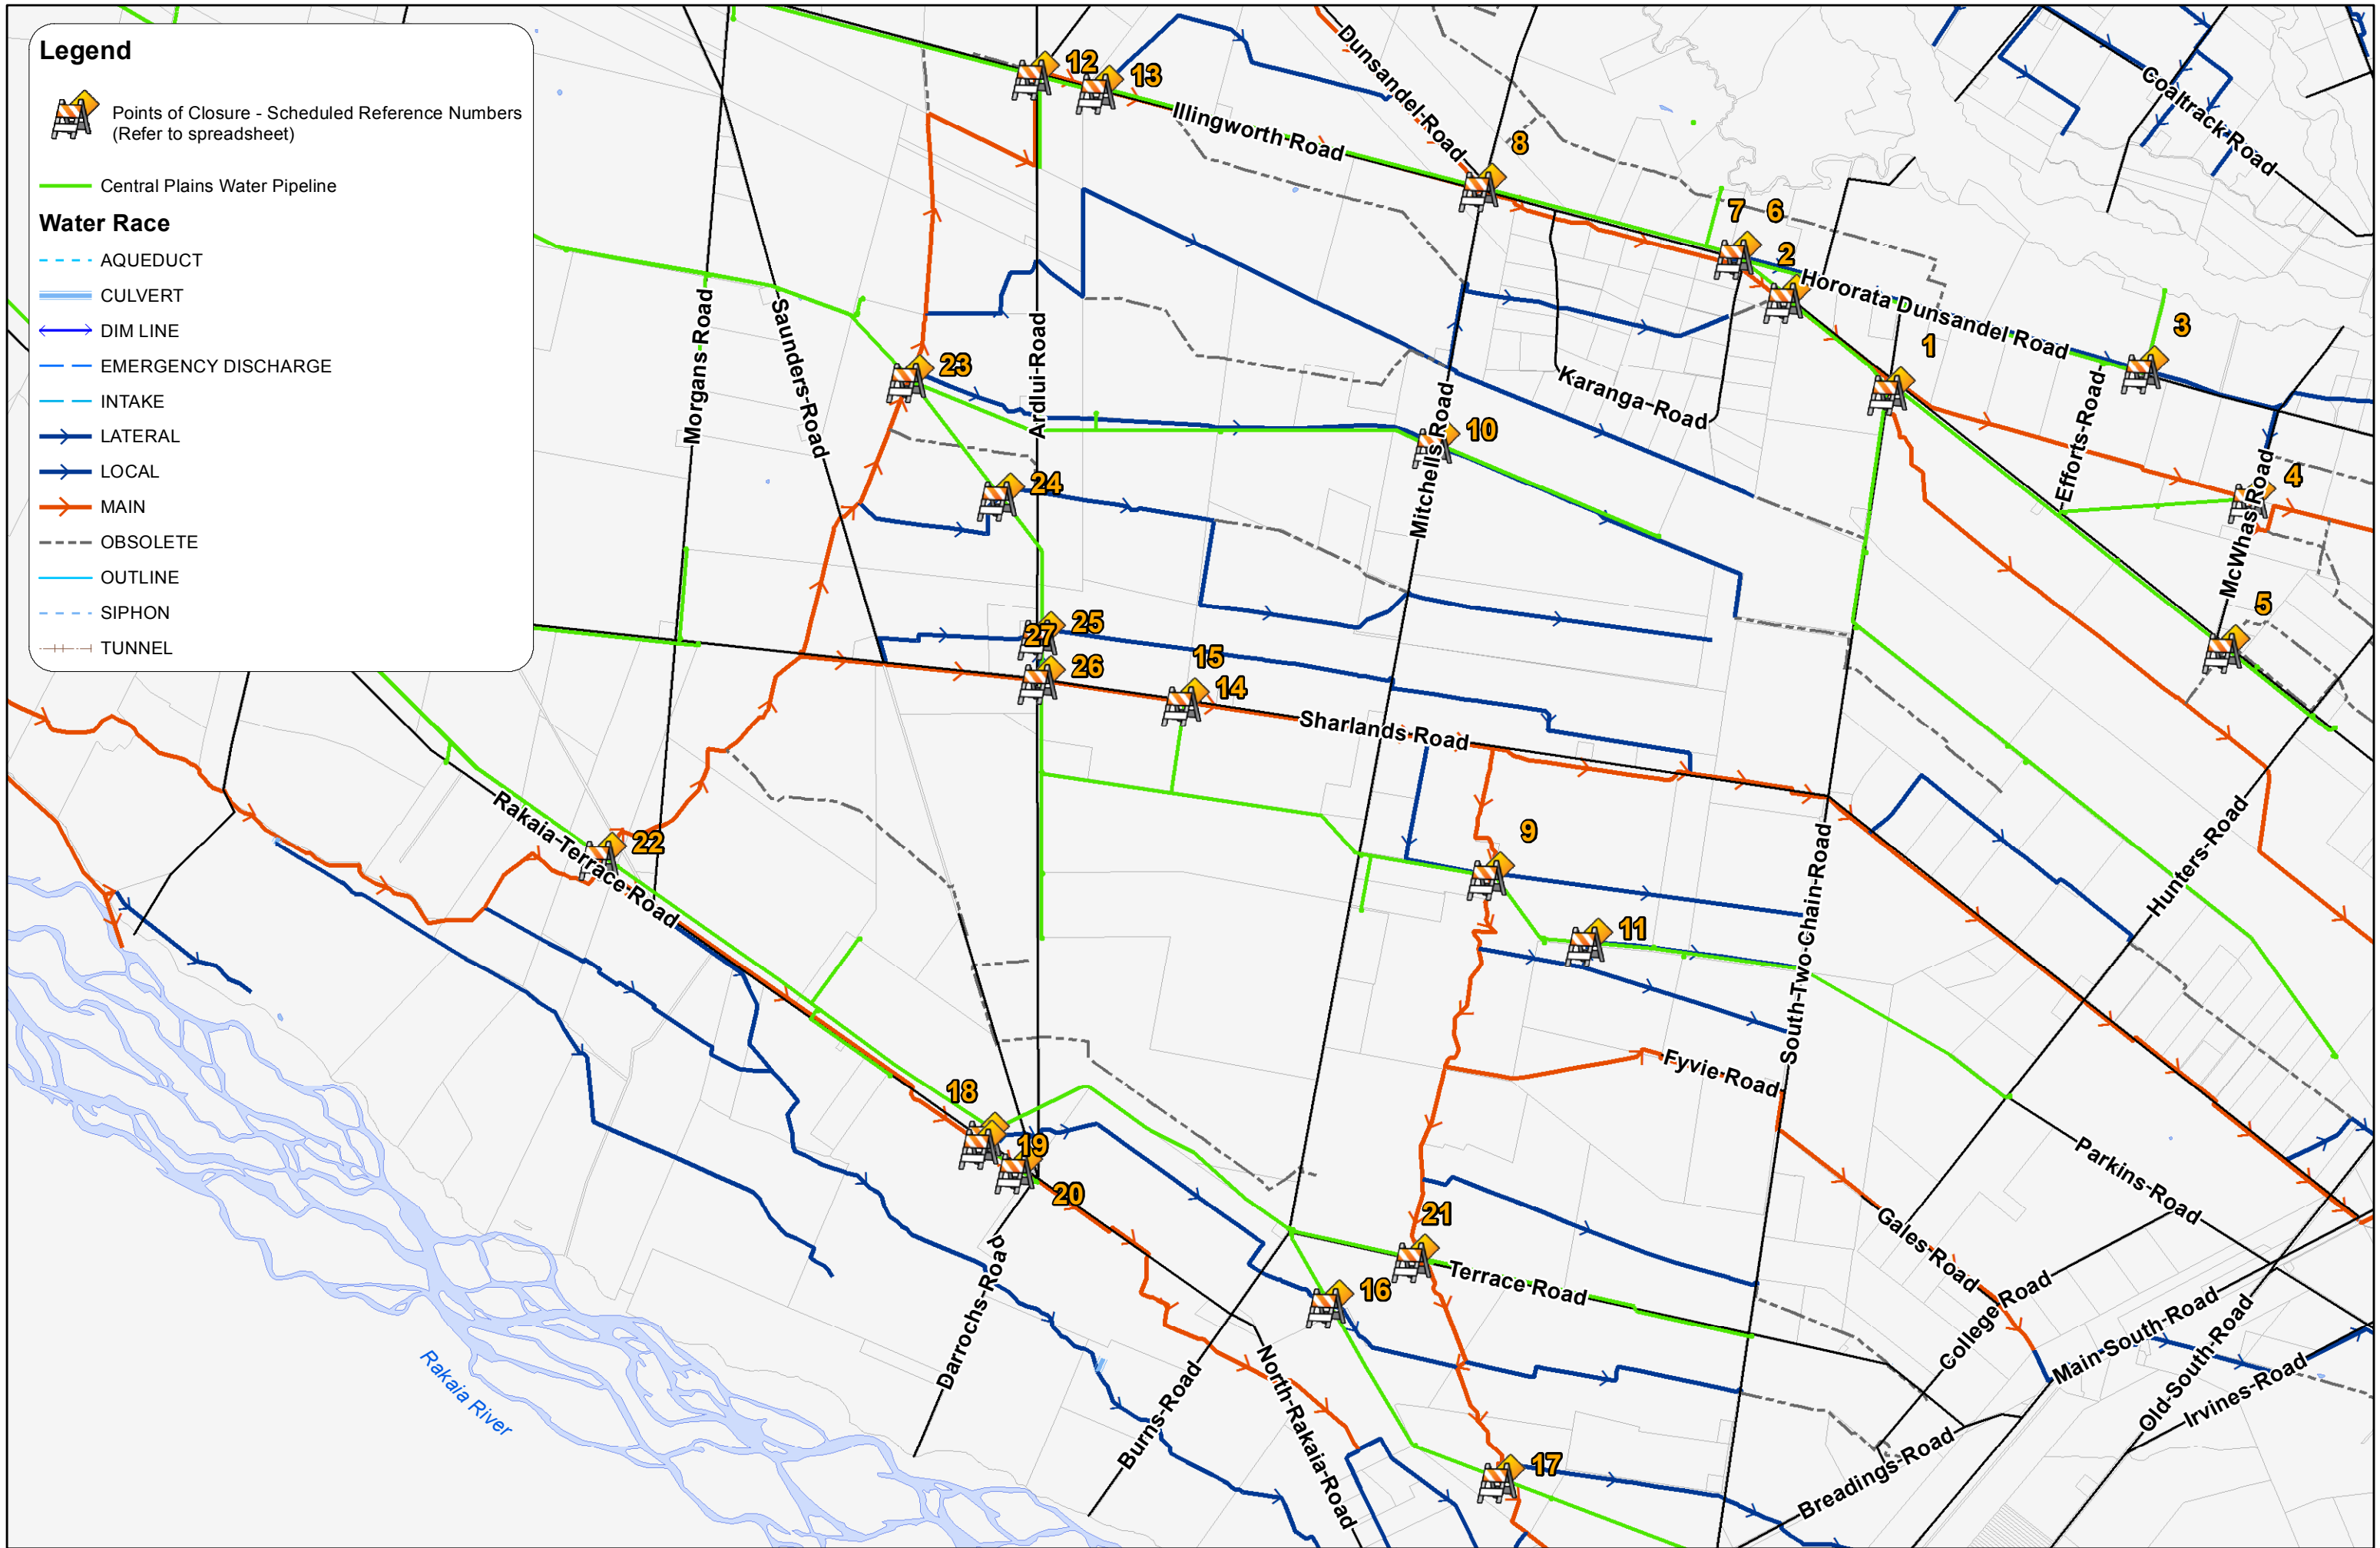 Legend
Points of Closure - Scheduled Reference Numbers
(Refer to spreadsheet)
Central Plains Water Pipeline
Water Race
AQUEDUCT
CULVERT
DIM LINE
EMERGENCY DISCHARGE
INTAKE
LATERAL
LOCAL
MAIN
OBSOLETE
OUTLINE
SIPHON
TUNNEL
12
13
Illingworth Road
Dunsandel Road
8
Coaltrack Road
7
6
2
Hororata Dunsandel Road
3
1
Morgans Road
Saunders Road
Ardlui Road
23
Karanga Road
Efforts Road
10
Mitchells Road
24
4
McWhas Road
5
25
27
26
15
14
Sharlands Road
Rakaia Terrace Road
22
9
11
South Two Chain Road
Hunters Road
Fyvie Road
18
19
20
Parkins Road
21
Gales Road
Terrace Road
16
College Road
Main South Road
Old South Road
Irvines Road
Darrochs Road
Burns Road
North Rakaia Road
Rakaia River
17
Breadings Road